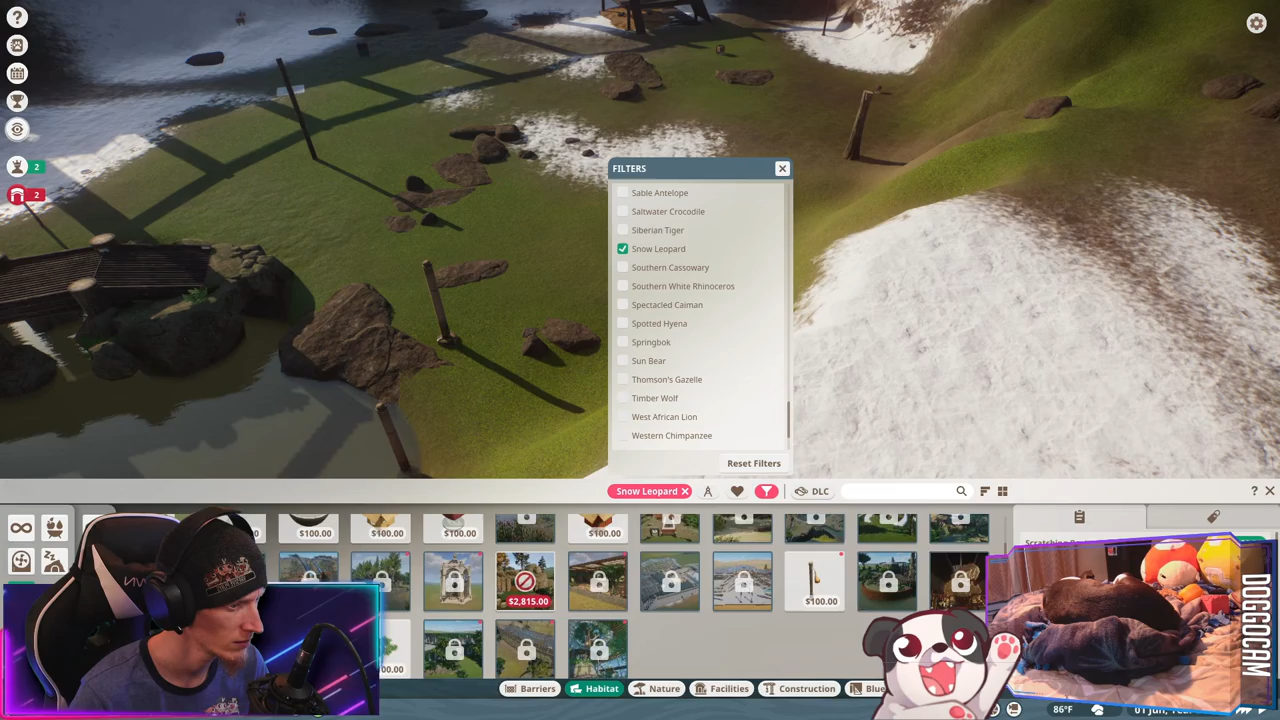 2
2
FILTERS
Sable Antelope
Saltwater Crocodile
Siberian Tiger
Snow Leopard
Southern Cassowary
Southern White Rhinoceros
Spectacled Caiman
Spotted Hyena
Springbok
Sun Bear
Thomson's Gazelle
Timber Wolf
West African Lion
Western Chimpanzee
Reset Filters
Snow Leopard
DLC
$100.00
$100.00
$100.00
$100.00
$2,815.00
$100.00
Barriers
Habitat
Nature
Facilities
Construction
DOGGOCAM
86°F
01 Jun,